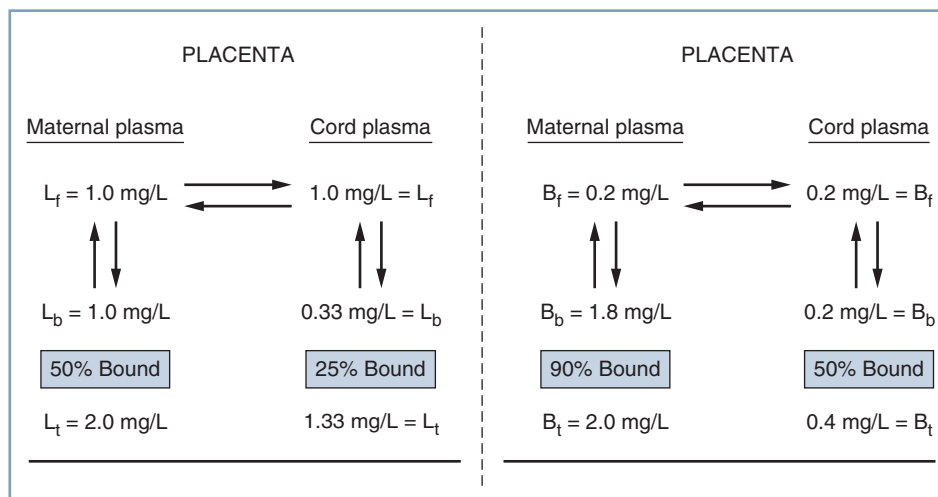 PLACENTA PLACENTA
Maternal plasma Cord plasma Maternal plasma Cord plasma
L_f = 1.0 mg/L 1.0 mg/L = L_f B_f = 0.2 mg/L 0.2 mg/L = B_f
L_b = 1.0 mg/L 0.33 mg/L = L_b B_b = 1.8 mg/L 0.2 mg/L = B_b
50% Bound 25% Bound 90% Bound 50% Bound
L_t = 2.0 mg/L 1.33 mg/L = L_t B_t = 2.0 mg/L 0.4 mg/L = B_t